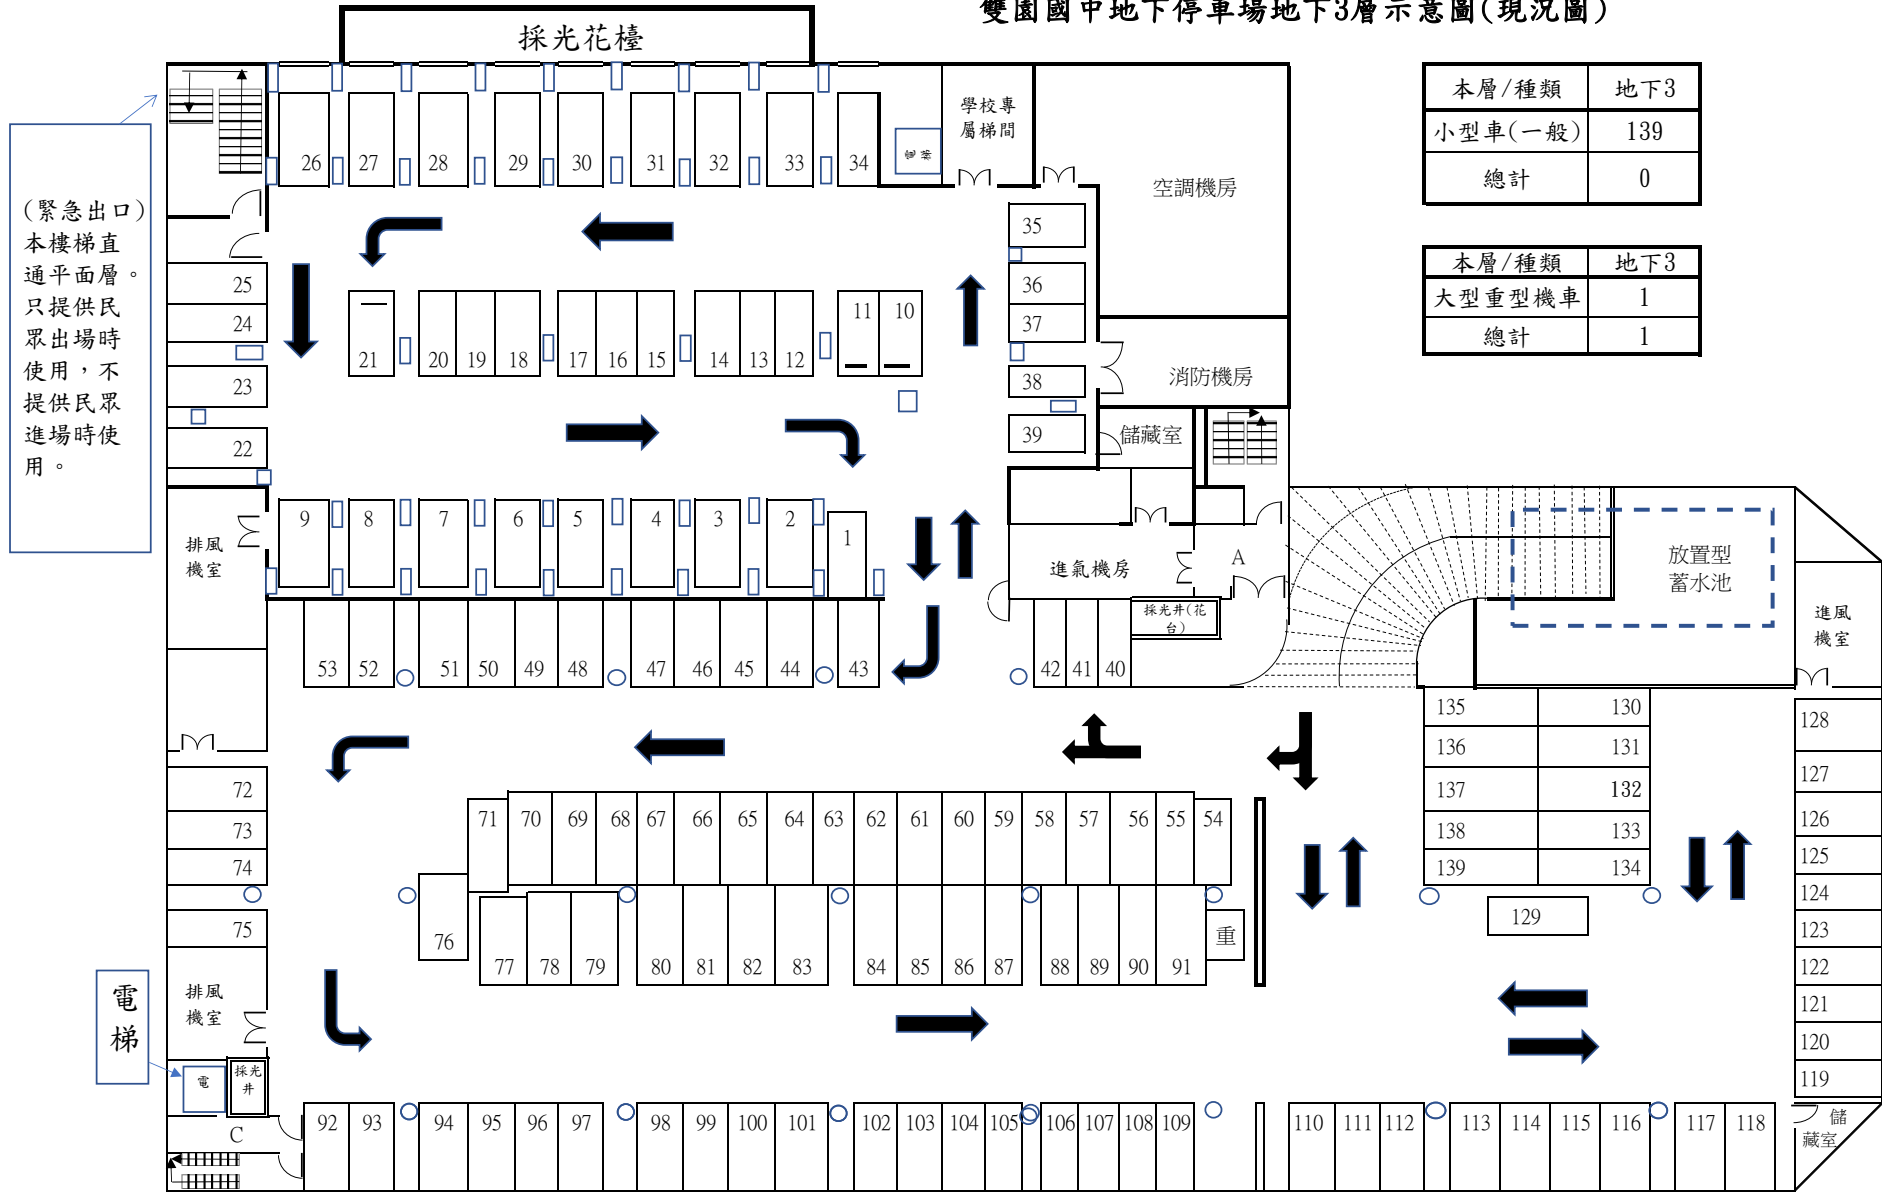 雙園國中地下停車場地下3層示意圖(現況圖)
採光花檯
本層/種類 地下3
小型車(一般) 139
總計 0
本層/種類 地下3
大型重型機車 1
總計 1
(緊急出口)
本樓梯直
通平面層。
只提供民
眾出場時
使用，不
提供民眾
進場時使
用。
26 27 28 29 30 31 32 33 34
學校專
屬梯間
空調機房
35
36
37
38
39
25
24
23
22
21 20 19 18 17 16 15 14 13 12 11 10
消防機房
儲藏室
排風
機室
9 8 7 6 5 4 3 2 1
進氣機房
A
採光井(花
台)
放置型
蓄水池
進風
機室
53 52 51 50 49 48 47 46 45 44 43 42 41 40
135 130
136 131
137 132
138 133
139 134
129
128
127
126
125
124
123
122
121
120
119
72
73
74
75
71 70 69 68 67 66 65 64 63 62 61 60 59 58 57 56 55 54
76 77 78 79 80 81 82 83 84 85 86 87 88 89 90 91
重
排風
機室
電
梯
電
採光
井
C
92 93 94 95 96 97 98 99 100 101 102 103 104 105 106 107 108 109 110 111 112 113 114 115 116 117 118
儲
藏室